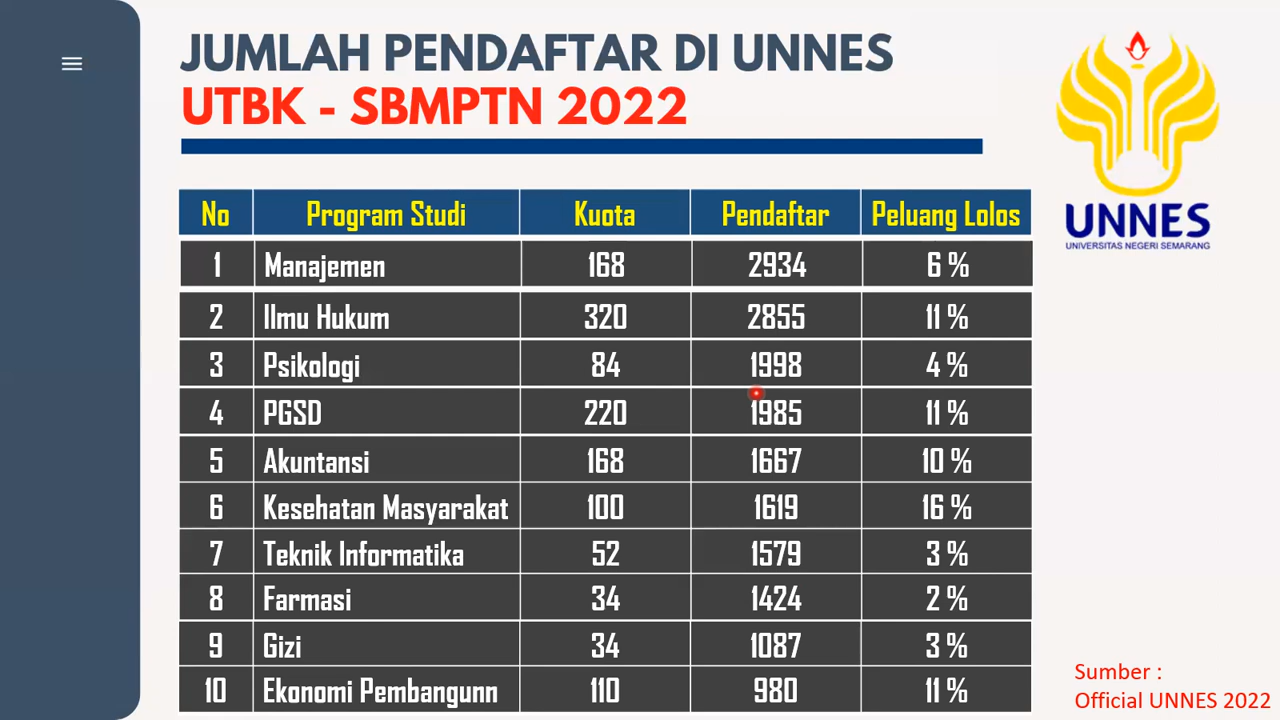 JUMLAH PENDAFTAR DI UNNES
UTBK - SBMPTN 2022
UNNES
UNIVERSITAS NEGERI SEMARANG
No Program Studi Kuota Pendaftar Peluang Lolos
1 Manajemen 168 2934 6 %
2 Ilmu Hukum 320 2855 11 %
3 Psikologi 84 1998 4 %
4 PGSD 220 1985 11 %
5 Akuntansi 168 1667 10 %
6 Kesehatan Masyarakat 100 1619 16 %
7 Teknik Informatika 52 1579 3 %
8 Farmasi 34 1424 2 %
9 Gizi 34 1087 3 %
10 Ekonomi Pembangunn 110 980 11 %
Sumber :
Official UNNES 2022